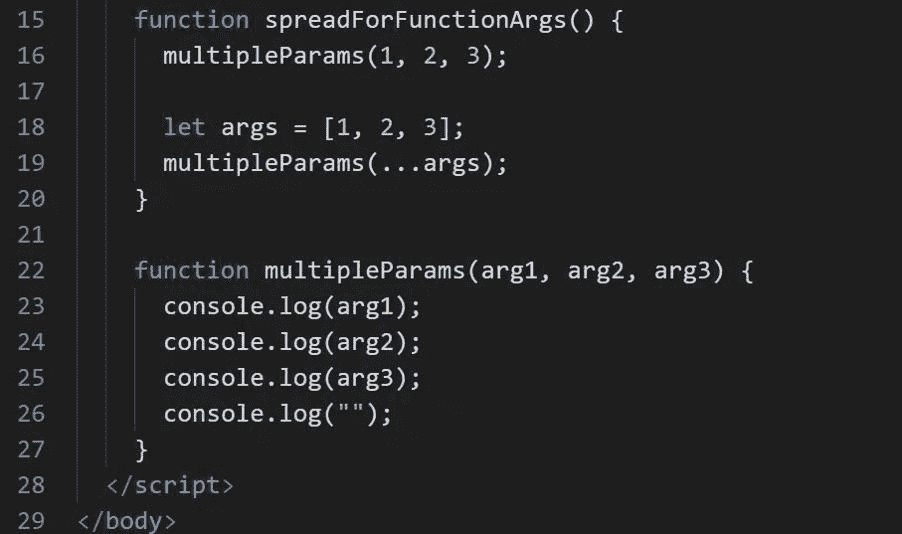 15 function spreadForFunctionArgs() {
16 multipleParams(1, 2, 3);
17
18 let args = [1, 2, 3];
19 multipleParams(...args);
20 }
21
22 function multipleParams(arg1, arg2, arg3) {
23 console.log(arg1);
24 console.log(arg2);
25 console.log(arg3);
26 console.log("");
27 }
28 </script>
29 </body>